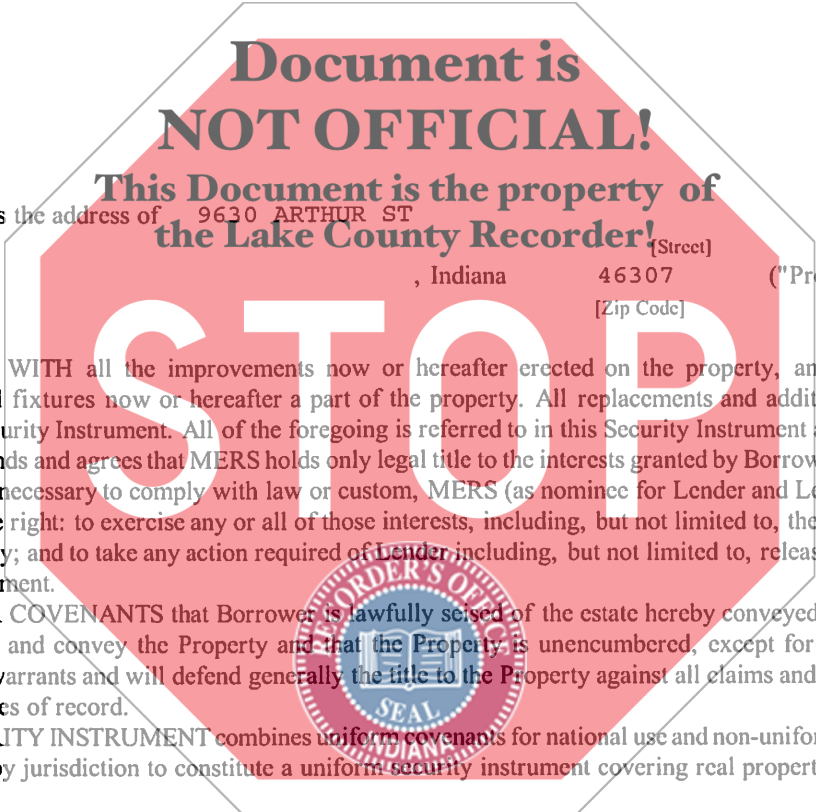 Document is
NOT OFFICIAL!
This Document is the property of
s the address of 9630 ARTHUR ST
the Lake County Recorder!
[Street]
, Indiana 46307 ("Pr
[Zip Code]
STOP
WITH all the improvements now or hereafter erected on the property, an
fixtures now or hereafter a part of the property. All replacements and addit
urity Instrument. All of the foregoing is referred to in this Security Instrument a
nds and agrees that MERS holds only legal title to the interests granted by Borrow
necessary to comply with law or custom, MERS (as nominee for Lender and Le
e right: to exercise any or all of those interests, including, but not limited to, the
y; and to take any action required of Lender including, but not limited to, releas
ment.
COVENANTS that Borrower is lawfully seised of the estate hereby conveyed
and convey the Property and that the Property is unencumbered, except for
warrants and will defend generally the title to the Property against all claims and
es of record.
RITY INSTRUMENT combines uniform covenants for national use and non-unifor
by jurisdiction to constitute a uniform security instrument covering real propert
RECORDER'S OFFICE
SEAL
INDIANA